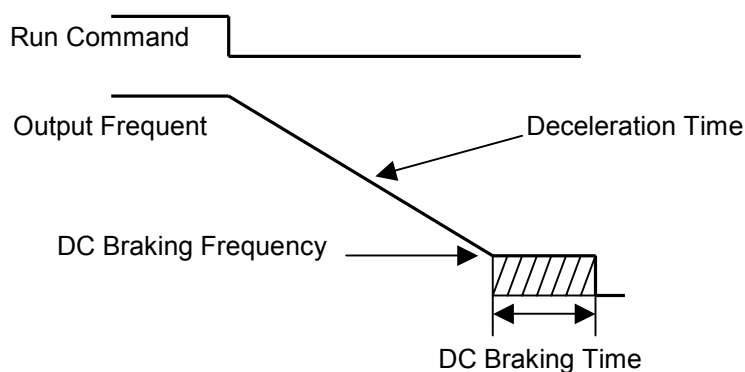 Run Command
Output Frequent
Deceleration Time
DC Braking Frequency
DC Braking Time